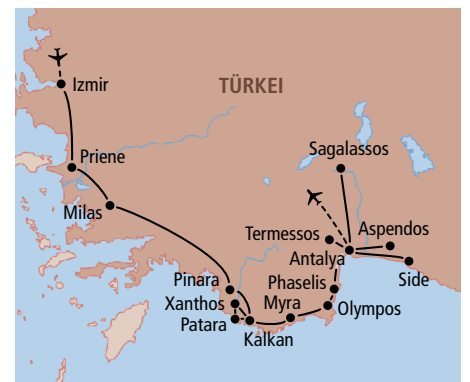 Izmir
TÜRKEI
Priene
Sagalassos
Milas
Termessos
Aspendos
Antalya
Pinara
Phaselis
Side
Xanthos
Myra
Olympos
Patara
Kalkan